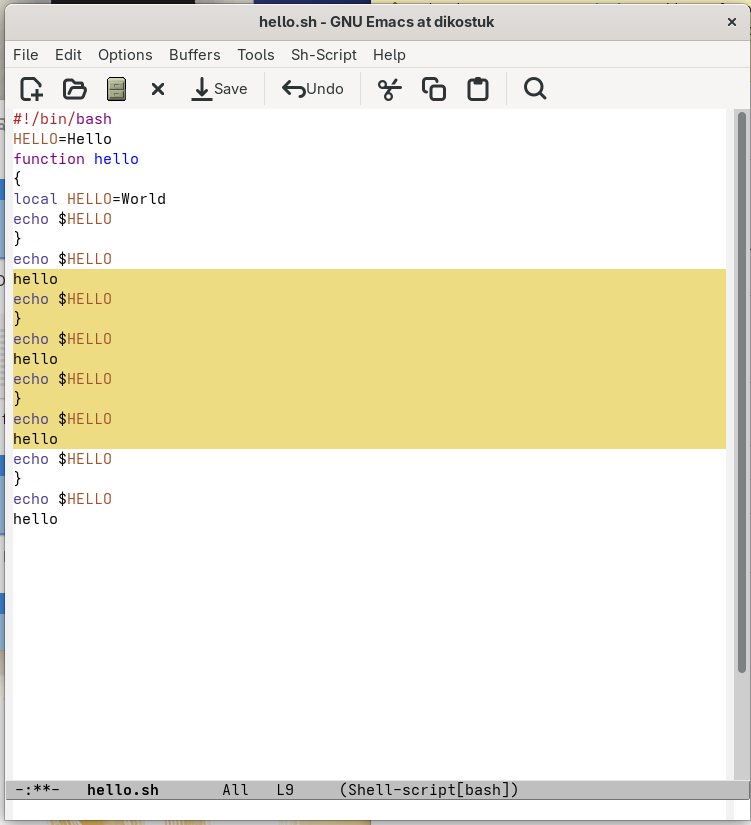 hello.sh - GNU Emacs at dikostuk
File Edit Options Buffers Tools Sh-Script Help
Save Undo
#!/bin/bash
HELLO=Hello
function hello
{
local HELLO=World
echo $HELLO
}
echo $HELLO
hello
echo $HELLO
}
echo $HELLO
hello
echo $HELLO
}
echo $HELLO
hello
echo $HELLO
}
echo $HELLO
hello
-:**- hello.sh All L9 (Shell-script[bash])